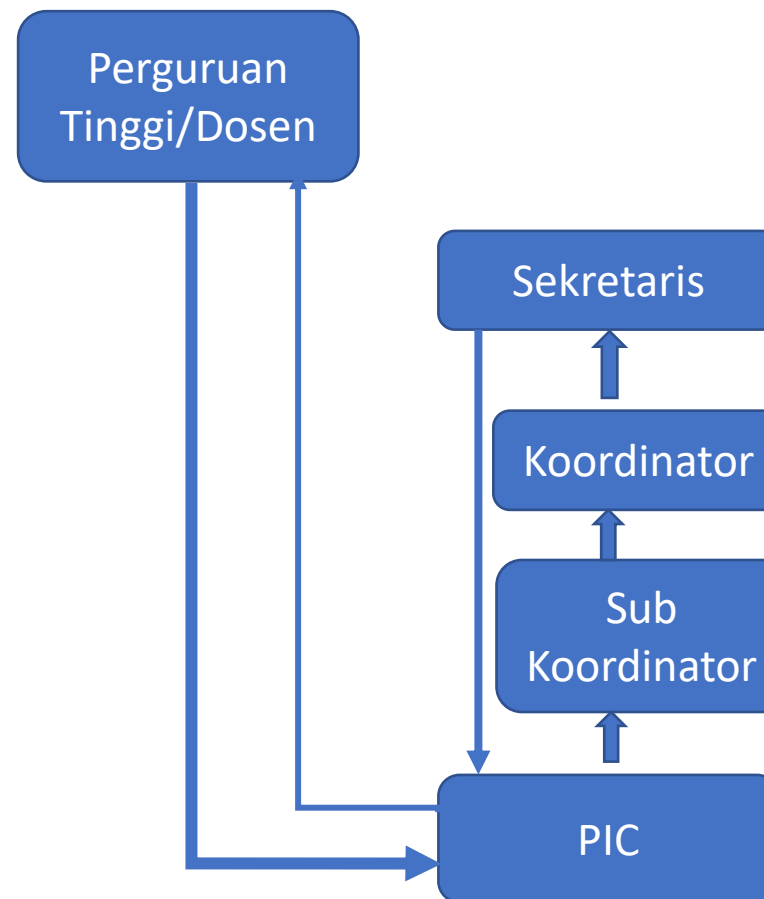 Perguruan
Tinggi/Dosen
Sekretaris
Koordinator
Sub
Koordinator
PIC